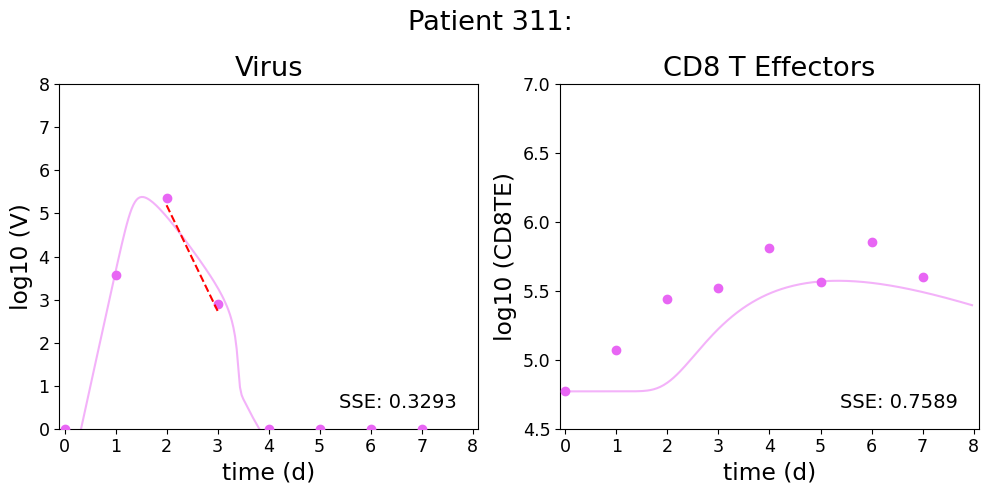 Patient 311:
Virus
CD8 T Effectors
log10 (V)
8
7
6
5
4
3
2
1
0
SSE: 0.3293
0 1 2 3 4 5 6 7 8
time (d)
log10 (CD8TE)
7.0
6.5
6.0
5.5
5.0
4.5
SSE: 0.7589
0 1 2 3 4 5 6 7 8
time (d)